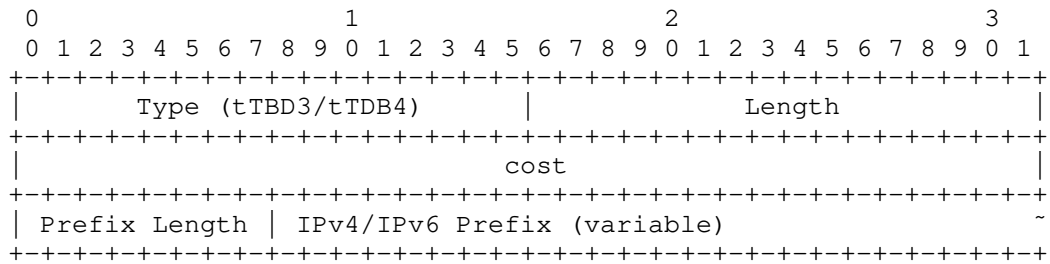 0                   1                   2                   3
 0 1 2 3 4 5 6 7 8 9 0 1 2 3 4 5 6 7 8 9 0 1 2 3 4 5 6 7 8 9 0 1
+-+-+-+-+-+-+-+-+-+-+-+-+-+-+-+-+-+-+-+-+-+-+-+-+-+-+-+-+-+-+-+-+
|       Type (tTBD3/tTDB4)      |             Length            |
+-+-+-+-+-+-+-+-+-+-+-+-+-+-+-+-+-+-+-+-+-+-+-+-+-+-+-+-+-+-+-+-+
|                              cost                             |
+-+-+-+-+-+-+-+-+-+-+-+-+-+-+-+-+-+-+-+-+-+-+-+-+-+-+-+-+-+-+-+-+
| Prefix Length | IPv4/IPv6 Prefix (variable)                   ~
+-+-+-+-+-+-+-+-+-+-+-+-+-+-+-+-+-+-+-+-+-+-+-+-+-+-+-+-+-+-+-+-+